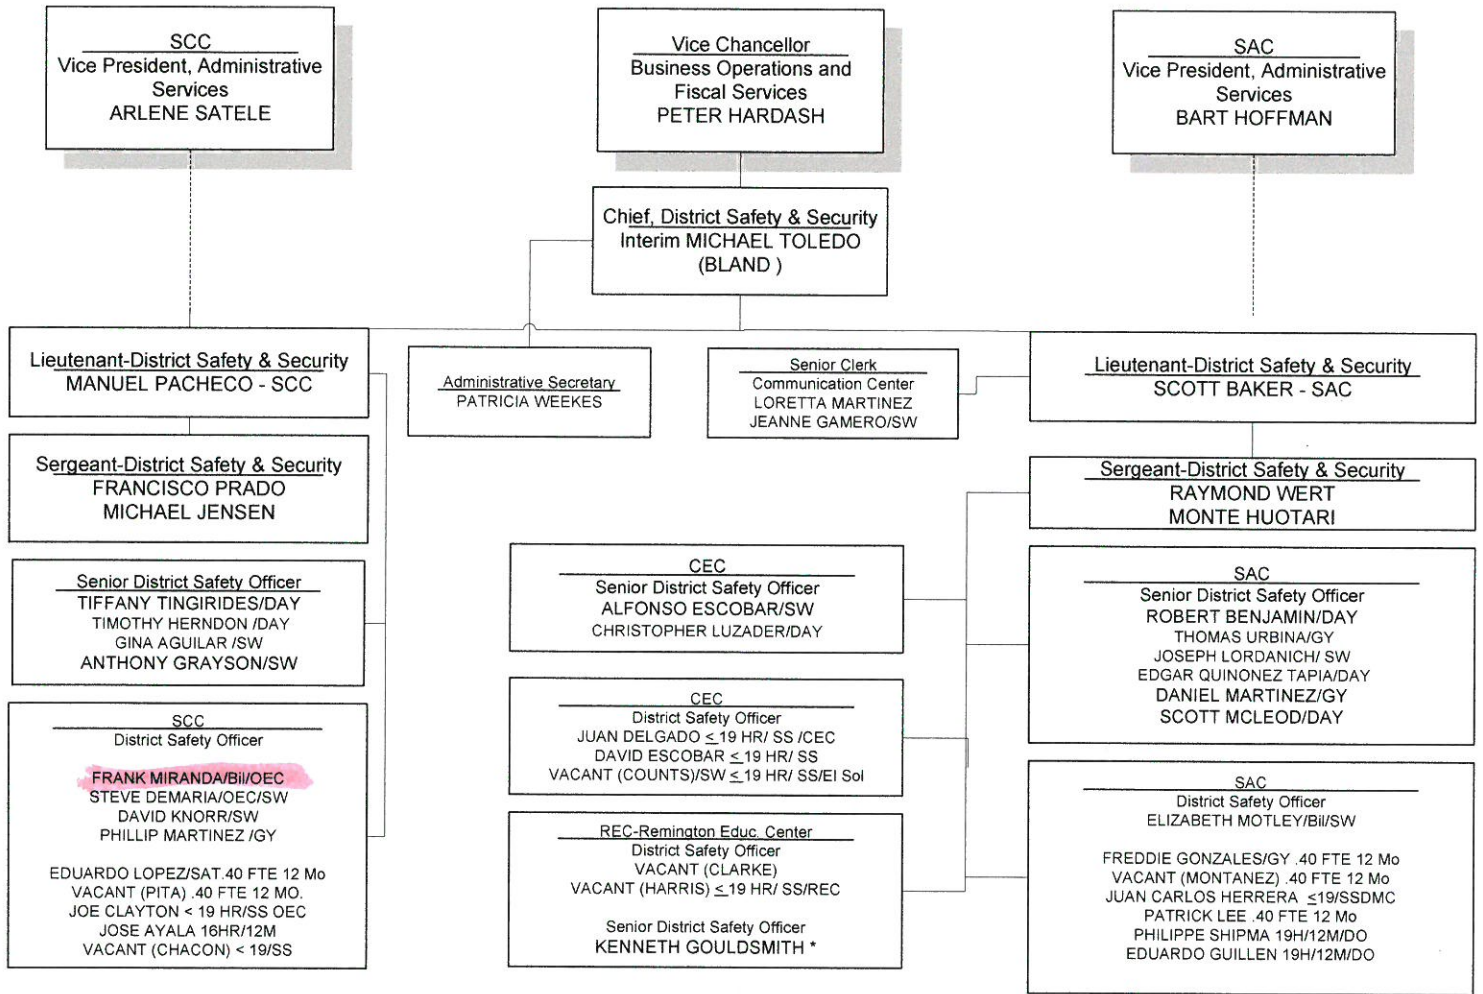 SCC
Vice President, Administrative
Services
ARLENE SATELE
Vice Chancellor
Business Operations and
Fiscal Services
PETER HARDASH
SAC
Vice President, Administrative
Services
BART HOFFMAN
Chief, District Safety & Security
Interim MICHAEL TOLEDO
(BLAND )
Lieutenant-District Safety & Security
MANUEL PACHECO - SCC
Administrative Secretary
PATRICIA WEEKES
Senior Clerk
Communication Center
LORETTA MARTINEZ
JEANNE GAMERO/SW
Lieutenant-District Safety & Security
SCOTT BAKER - SAC
Sergeant-District Safety & Security
FRANCISCO PRADO
MICHAEL JENSEN
Sergeant-District Safety & Security
RAYMOND WERT
MONTE HUOTARI
Senior District Safety Officer
TIFFANY TINGIRIDES/DAY
TIMOTHY HERNDON /DAY
GINA AGUILAR /SW
ANTHONY GRAYSON/SW
CEC
Senior District Safety Officer
ALFONSO ESCOBAR/SW
CHRISTOPHER LUZADER/DAY
SAC
Senior District Safety Officer
ROBERT BENJAMIN/DAY
THOMAS URBINA/GY
JOSEPH LORDANICH/ SW
EDGAR QUINONEZ TAPIA/DAY
DANIEL MARTINEZ/GY
SCOTT MCLEOD/DAY
SCC
District Safety Officer
FRANK MIRANDA/Bil/OEC
STEVE DEMARIA/OEC/SW
DAVID KNORR/SW
PHILLIP MARTINEZ /GY
EDUARDO LOPEZ/SAT.40 FTE 12 Mo
VACANT (PITA) .40 FTE 12 MO.
JOE CLAYTON < 19 HR/SS OEC
JOSE AYALA 16HR/12M
VACANT (CHACON) < 19/SS
CEC
District Safety Officer
JUAN DELGADO ≤ 19 HR/ SS /CEC
DAVID ESCOBAR ≤ 19 HR/ SS
VACANT (COUNTS)/SW ≤ 19 HR/ SS/El Sol
REC-Remington Educ. Center
District Safety Officer
VACANT (CLARKE)
VACANT (HARRIS) ≤ 19 HR/ SS/REC
Senior District Safety Officer
KENNETH GOULDSMITH *
SAC
District Safety Officer
ELIZABETH MOTLEY/Bil/SW
FREDDIE GONZALES/GY .40 FTE 12 Mo
VACANT (MONTANEZ) .40 FTE 12 Mo
JUAN CARLOS HERRERA ≤19/SSDMC
PATRICK LEE .40 FTE 12 Mo
PHILIPPE SHIPMA 19H/12M/DO
EDUARDO GUILLEN 19H/12M/DO